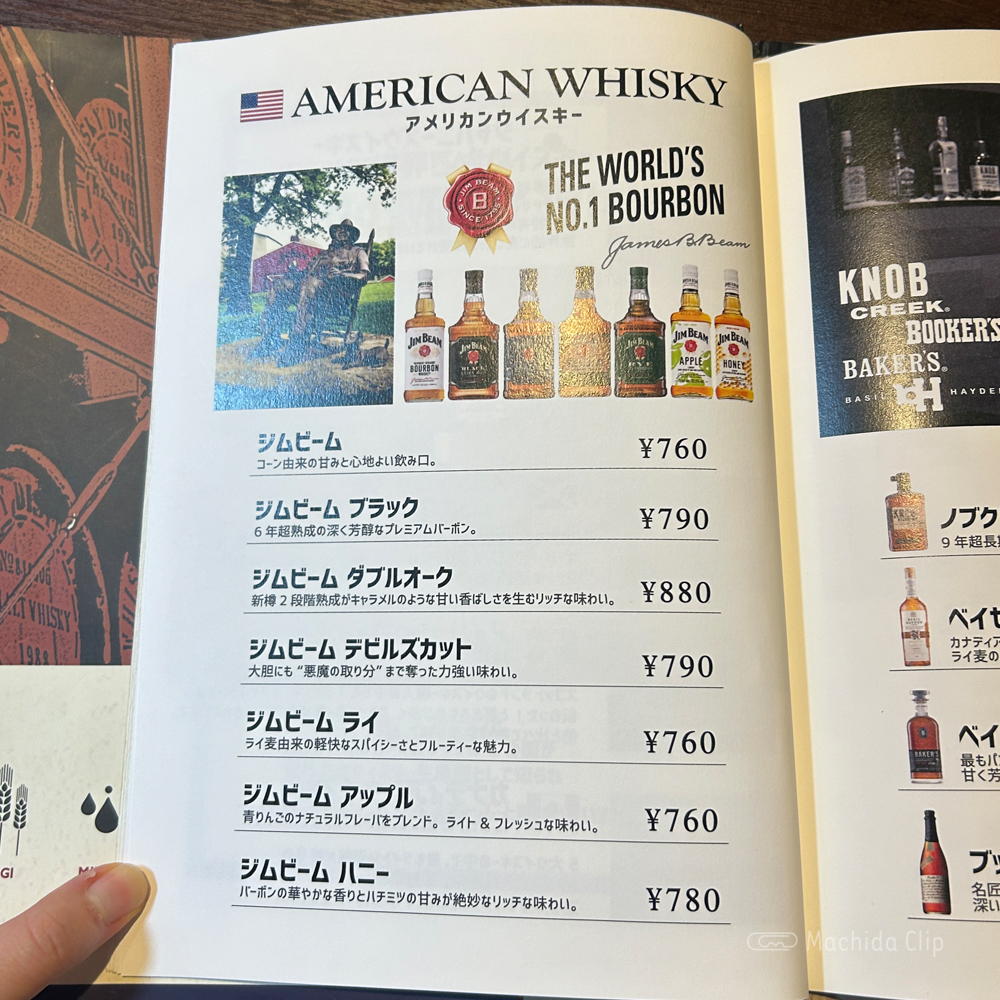 AMERICAN WHISKY
アメリカンウイスキー
JIM BEAM
B
SINCE 1795
THE WORLD'S
NO.1 BOURBON
James B. Beam
JIM BEAM
BOURBON
JIM BEAM
BLACK
JIM BEAM
RYE
JIM BEAM
APPLE
JIM BEAM
HONEY
ジムビーム
コーン由来の甘みと心地よい飲み口。
¥760
ジムビーム ブラック
6年超熟成の深く芳醇なプレミアムバーボン。
¥790
ジムビーム ダブルオーク
新樽2段階熟成がキャラメルのような甘い香ばしさを生むリッチな味わい。
¥880
ジムビーム デビルズカット
大胆にも“悪魔の取り分”まで奪った力強い味わい。
¥790
ジムビーム ライ
ライ麦由来の軽快なスパイシーさとフルーティーな魅力。
¥760
ジムビーム アップル
青りんごのナチュラルフレーバをブレンド。ライト & フレッシュな味わい。
¥760
ジムビーム ハニー
バーボンの華やかな香りとハチミツの甘みが絶妙なリッチな味わい。
¥780
KNOB
CREEK®
BOOKER'S
BAKER'S®
BASIL HAYDE
ノブク
9年超長
ベイ
カナディア
ライ麦の
BAKER'S
ベイ
最もバ
甘く芳
ブッ
名匠
深い
WHISKY
1988
GI
Machida Clip